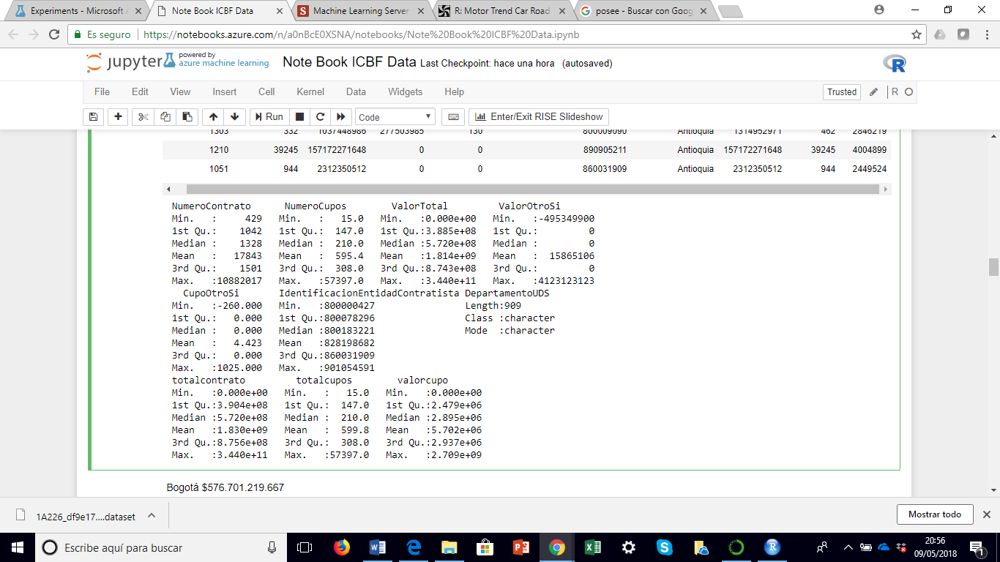 Experiments - Microsoft A
Note Book ICBF Data
Machine Learning Server
R: Motor Trend Car Road
posee - Buscar con Goog
Es seguro | https://notebooks.azure.com/n/a0nBcE0XSNA/notebooks/Note%20Book%20ICBF%20Data.ipynb
jupyter powered by azure machine learning Note Book ICBF Data Last Checkpoint: hace una hora (autosaved)
File Edit View Insert Cell Kernel Data Widgets Help Trusted R
Run Code Enter/Exit RISE Slideshow
1303 332 1037448986 277503985 130 800009090 Antioquia 1314952971 462 2846219
1210 39245 157172271648 0 0 890905211 Antioquia 157172271648 39245 4004899
1051 944 2312350512 0 0 860031909 Antioquia 2312350512 944 2449524
NumeroContrato NumeroCupos ValorTotal ValorOtroSi
Min. : 429 Min. : 15.0 Min. :0.000e+00 Min. :-495349900
1st Qu.: 1042 1st Qu.: 147.0 1st Qu.:3.885e+08 1st Qu.: 0
Median : 1328 Median : 210.0 Median :5.720e+08 Median : 0
Mean : 17843 Mean : 595.4 Mean :1.814e+09 Mean : 15865106
3rd Qu.: 1501 3rd Qu.: 308.0 3rd Qu.:8.743e+08 3rd Qu.: 0
Max. :10882017 Max. :57397.0 Max. :3.440e+11 Max. :4123123123
CupoOtroSi IdentificacionEntidadContratista DepartamentoUDS
Min. :-260.000 Min. :800000427 Length:909
1st Qu.: 0.000 1st Qu.:800078296 Class :character
Median : 0.000 Median :800183221 Mode :character
Mean : 4.423 Mean :828198682
3rd Qu.: 0.000 3rd Qu.:860031909
Max. :1025.000 Max. :901054591
totalcontrato totalcupos valorcupo
Min. :0.000e+00 Min. : 15.0 Min. :0.000e+00
1st Qu.:3.904e+08 1st Qu.: 147.0 1st Qu.:2.479e+06
Median :5.720e+08 Median : 210.0 Median :2.895e+06
Mean :1.830e+09 Mean : 599.8 Mean :5.702e+06
3rd Qu.:8.756e+08 3rd Qu.: 308.0 3rd Qu.:2.937e+06
Max. :3.440e+11 Max. :57397.0 Max. :2.709e+09
Bogotá $576.701.219.667
1A226_df9e17....dataset
Mostrar todo
Escribe aquí para buscar
20:56
09/05/2018